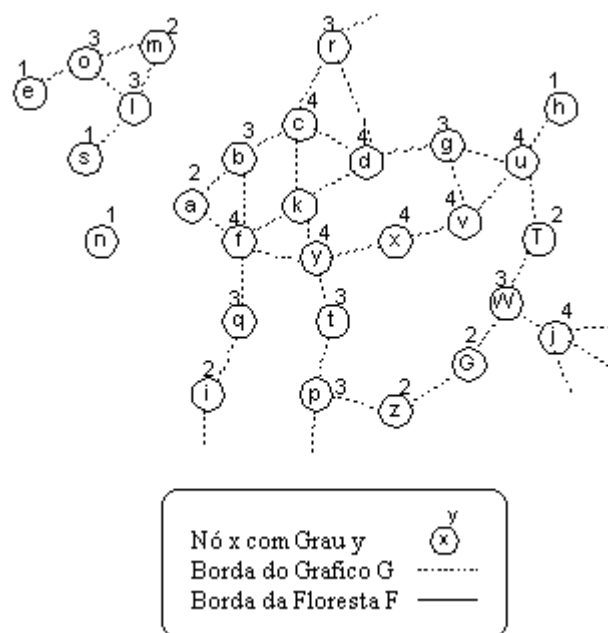 2
3 m
1 o
e 3
l
1
s
1
n
3
r
1
h
4
c
3
b
4
d
3
g
4
u
2
a
k
4
f
4
y
4
x
4
v
2
T
3
q
3
t
3
W
4
j
2
G
2
i
p 3
2
z
y
Nó x com Grau y x
Borda do Grafico G
Borda da Floresta F